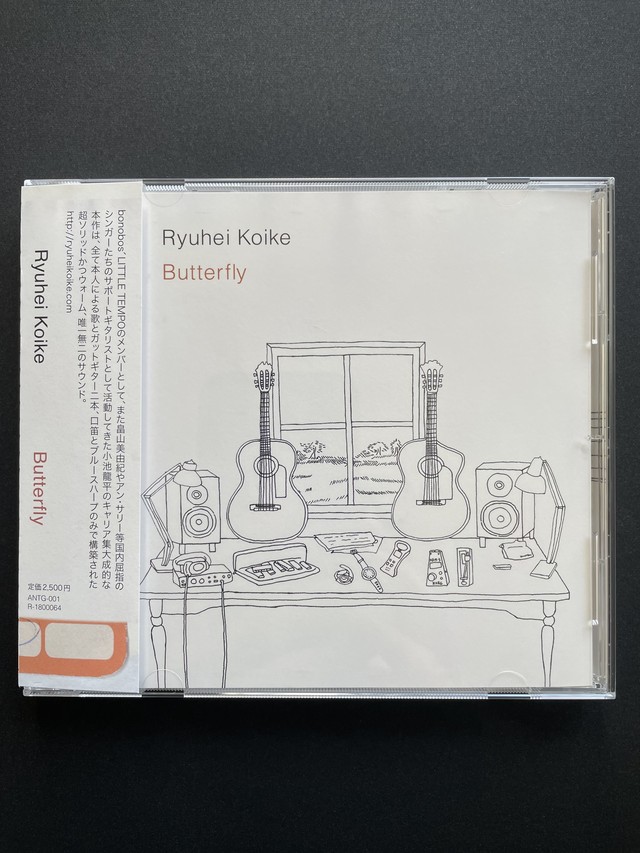 Ryuhei Koike
Butterfly
bonobos' LITTLE TEMPOのメンバーとして、また畠山美由紀やアン・サリー等国内屈指の
シンガーたちのサポートギタリストとして活動してきた小池龍平のキャリア集大成的な
本作は、全て本人による歌とガットギター二本、口笛とブルースハープのみで構築された
超ソリッドかつウォーム、唯一無二のサウンド。
http://ryuheikoike.com
Ryuhei Koike
Butterfly
定価2,500円
ANTG-001
R-1800064